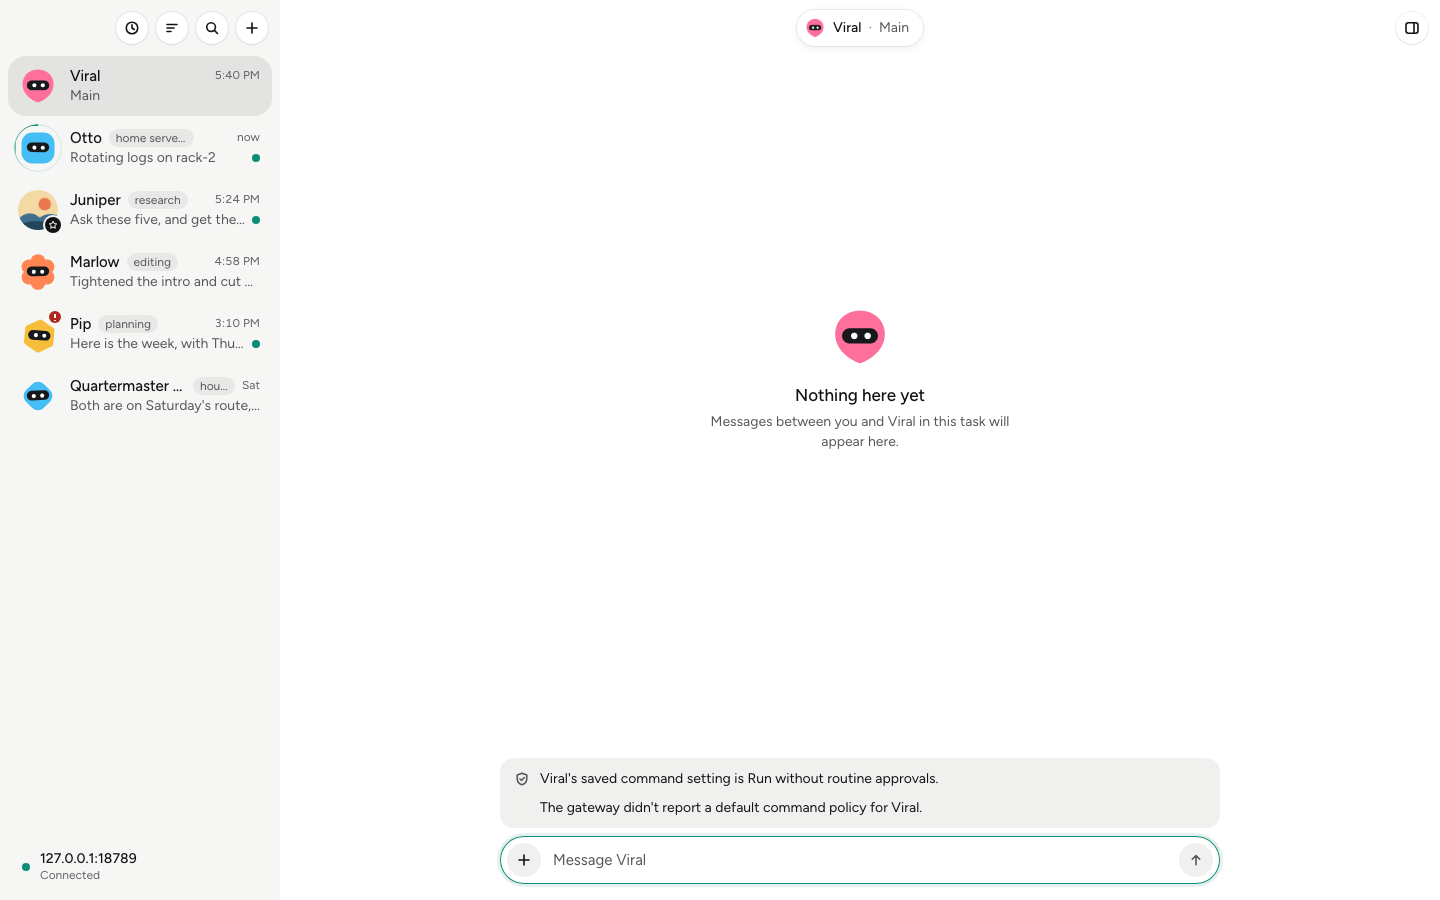 Viral
5:40 PM
Main
Otto
home serve...
now
Rotating logs on rack-2
Juniper
research
5:24 PM
Ask these five, and get the...
Marlow
editing
4:58 PM
Tightened the intro and cut ...
Pip
planning
3:10 PM
Here is the week, with Thu...
Quartermaster ...
hou...
Sat
Both are on Saturday's route,...
127.0.0.1:18789
Connected
Viral · Main
Nothing here yet
Messages between you and Viral in this task will
appear here.
Viral's saved command setting is Run without routine approvals.
The gateway didn't report a default command policy for Viral.
Message Viral